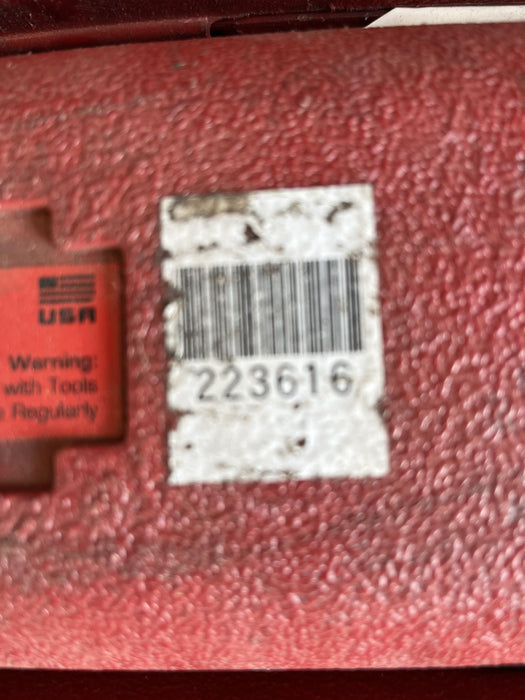 USA
Warning:
with Tools
Regularly
223616